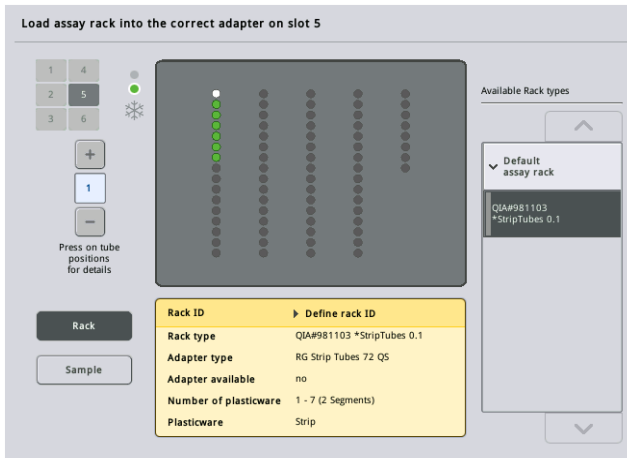 Load assay rack into the correct adapter on slot 5
1 4
2 5
3 6
+
1
−
Press on tube
positions
for details
Rack
Sample
Rack ID Define rack ID
Rack type QIA#981103 *StripTubes 0.1
Adapter type RG Strip Tubes 72 QS
Adapter available no
Number of plasticware 1 - 7 (2 Segments)
Plasticware Strip
Available Rack types
Default
assay rack
QIA#981103
*StripTubes 0.1